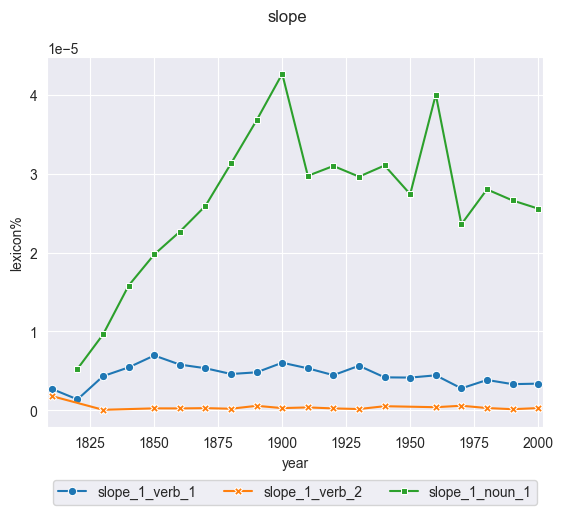 slope
1e−5
4
3
2
1
0
lexicon%
1825 1850 1875 1900 1925 1950 1975 2000
year
slope_1_verb_1 slope_1_verb_2 slope_1_noun_1